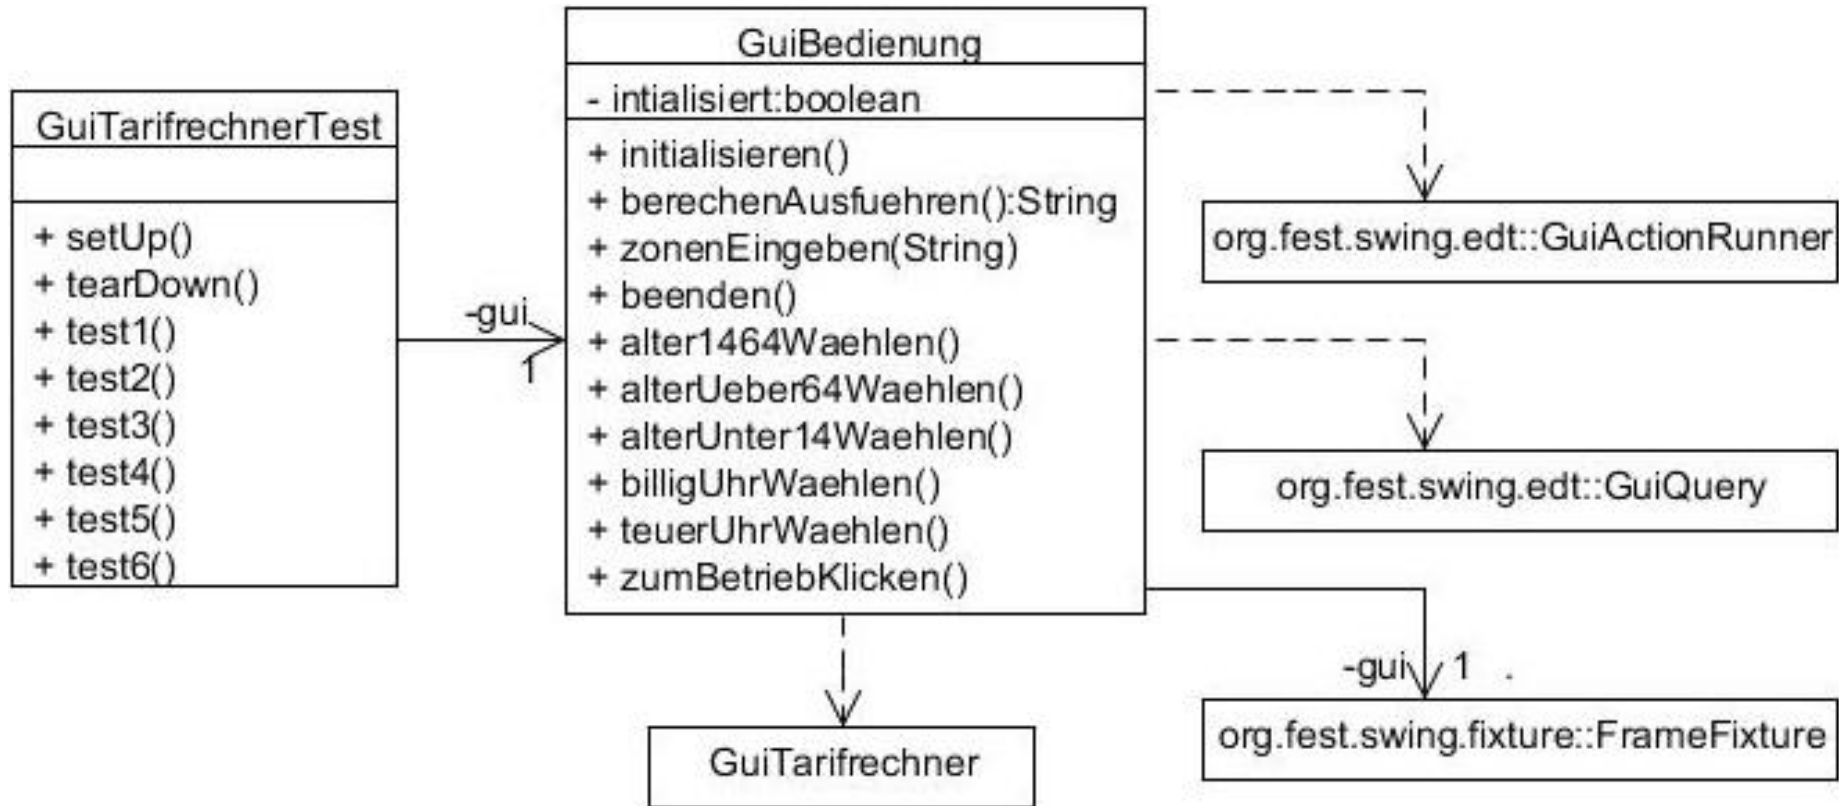 GuiTarifrechnerTest
+ setUp()
+ tearDown()
+ test1()
+ test2()
+ test3()
+ test4()
+ test5()
+ test6()
-gui
1
GuiBedienung
- intialisiert:boolean
+ initialisieren()
+ berechenAusfuehren():String
+ zonenEingeben(String)
+ beenden()
+ alter1464Waehlen()
+ alterUeber64Waehlen()
+ alterUnter14Waehlen()
+ billigUhrWaehlen()
+ teuerUhrWaehlen()
+ zumBetriebKlicken()
org.fest.swing.edt::GuiActionRunner
org.fest.swing.edt::GuiQuery
-gui 1 .
org.fest.swing.fixture::FrameFixture
GuiTarifrechner